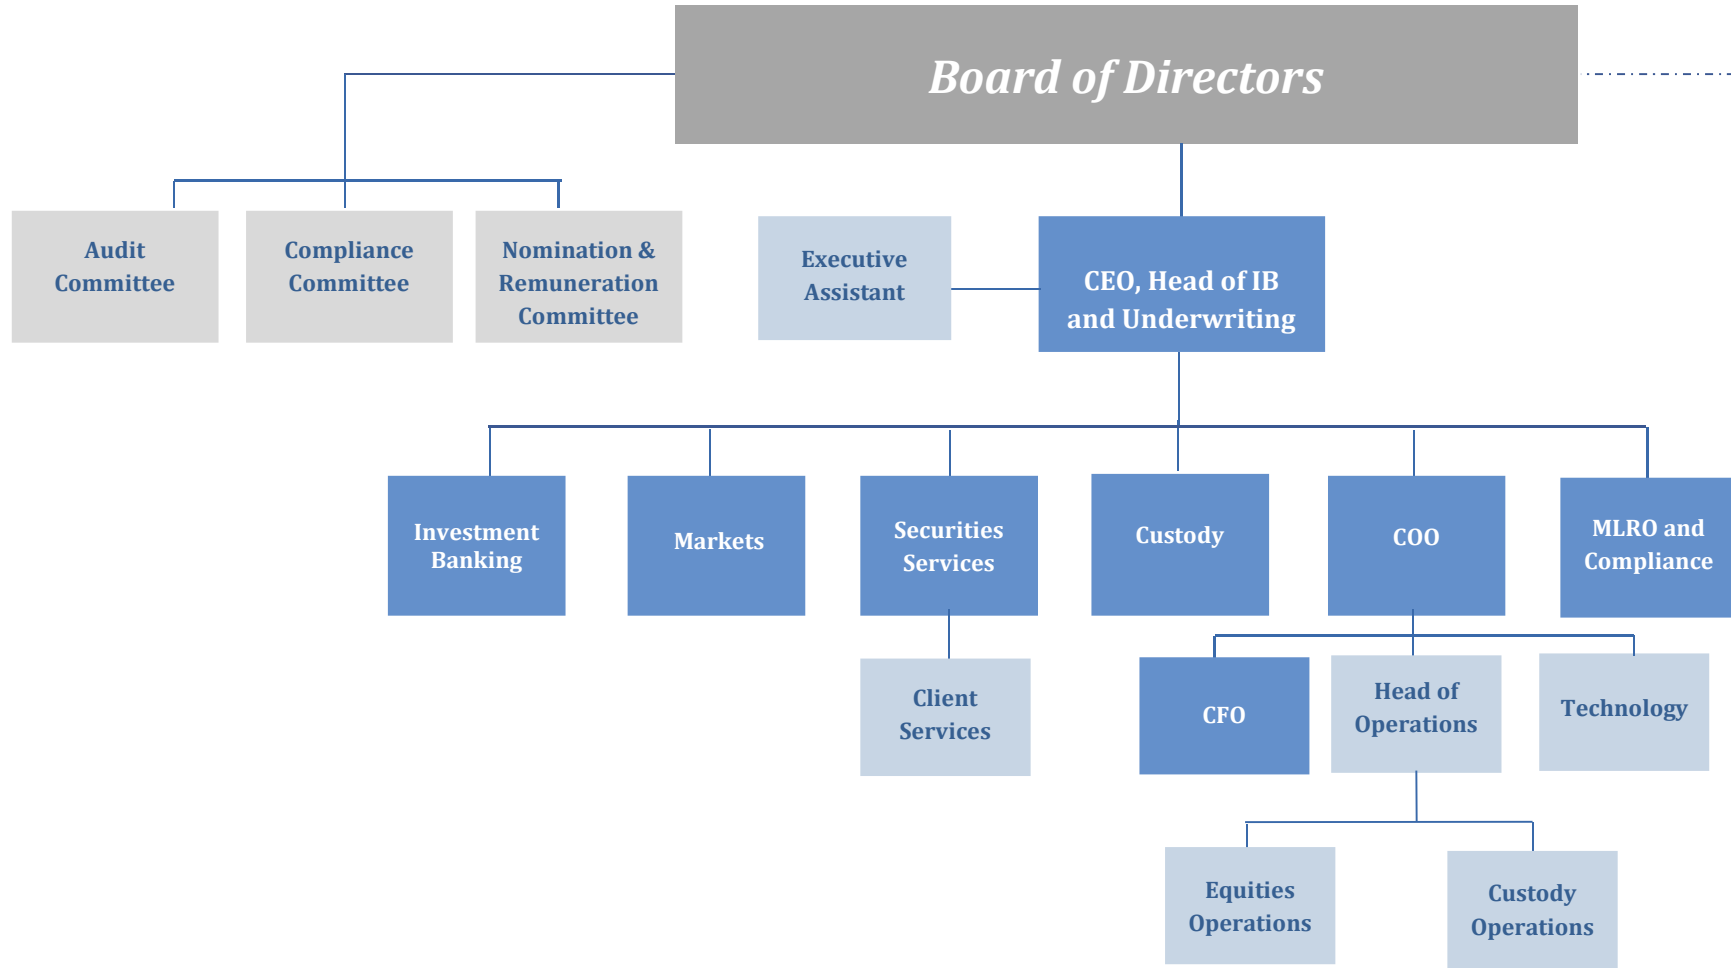 Board of Directors
Audit
Committee
Compliance
Committee
Nomination &
Remuneration
Committee
Executive
Assistant
CEO, Head of IB
and Underwriting
Investment
Banking
Markets
Securities
Services
Custody
COO
MLRO and
Compliance
Client
Services
CFO
Head of
Operations
Technology
Equities
Operations
Custody
Operations